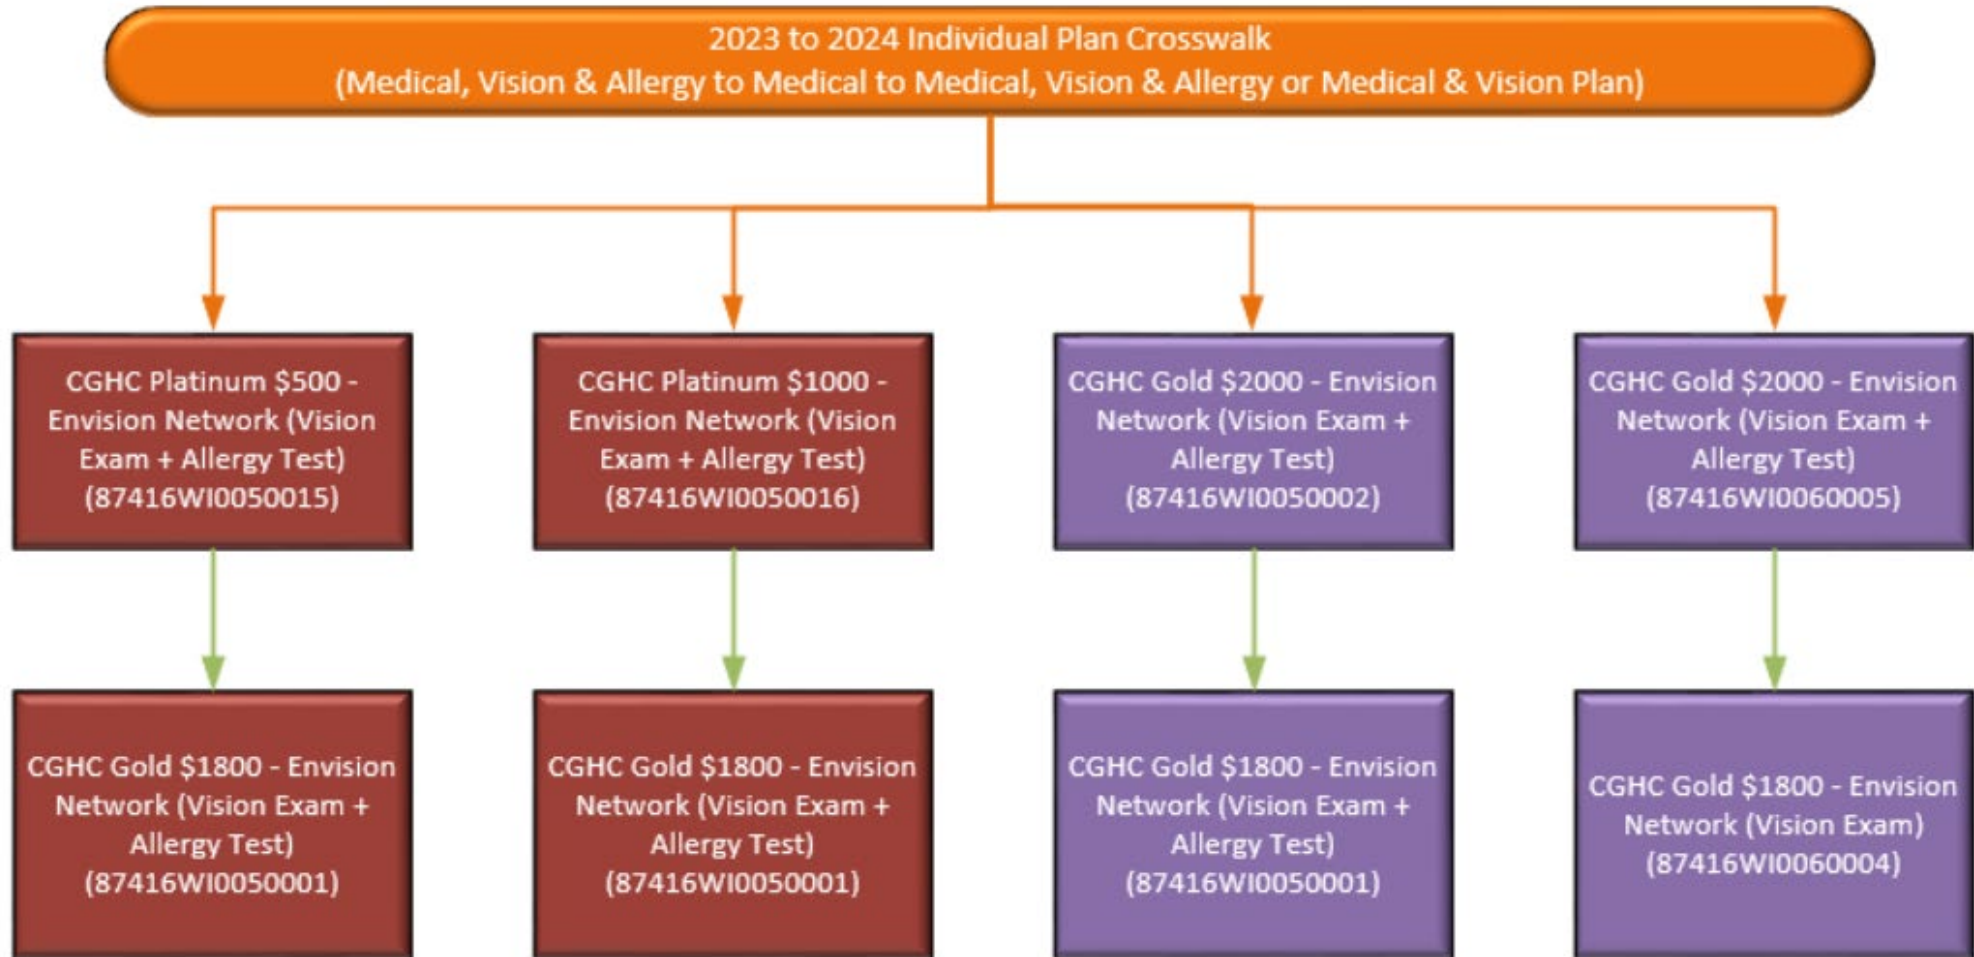 2023 to 2024 Individual Plan Crosswalk
(Medical, Vision & Allergy to Medical to Medical, Vision & Allergy or Medical & Vision Plan)
CGHC Platinum $500 -
Envision Network (Vision
Exam + Allergy Test)
(87416WI0050015)
CGHC Platinum $1000 -
Envision Network (Vision
Exam + Allergy Test)
(87416WI0050016)
CGHC Gold $2000 - Envision
Network (Vision Exam +
Allergy Test)
(87416WI0050002)
CGHC Gold $2000 - Envision
Network (Vision Exam +
Allergy Test)
(87416WI0060005)
CGHC Gold $1800 - Envision
Network (Vision Exam +
Allergy Test)
(87416WI0050001)
CGHC Gold $1800 - Envision
Network (Vision Exam +
Allergy Test)
(87416WI0050001)
CGHC Gold $1800 - Envision
Network (Vision Exam +
Allergy Test)
(87416WI0050001)
CGHC Gold $1800 - Envision
Network (Vision Exam)
(87416WI0060004)